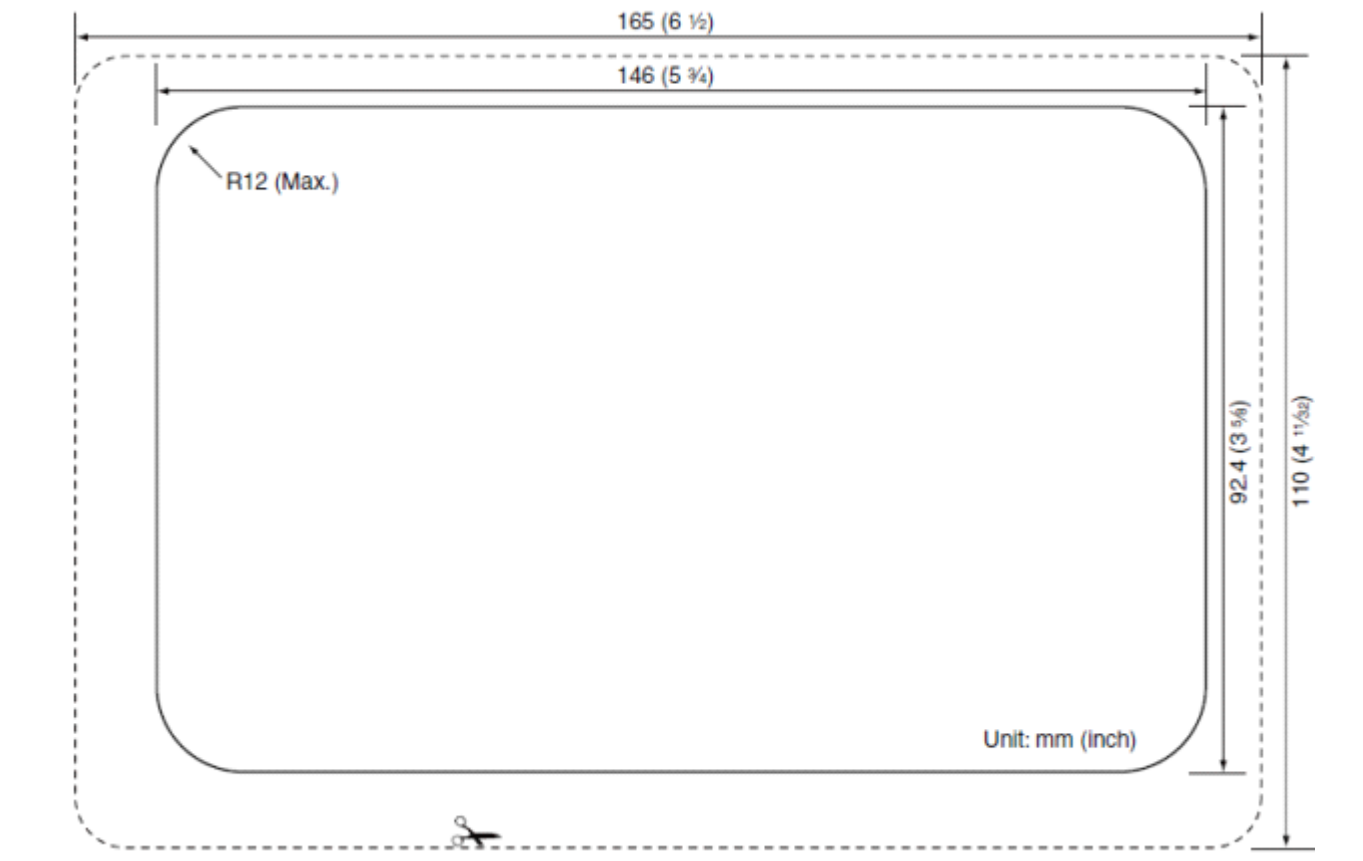 165 (6 ½)
146 (5 ¾)
R12 (Max.)
92.4 (3 ⅝)
110 (4 11/32)
Unit: mm (inch)